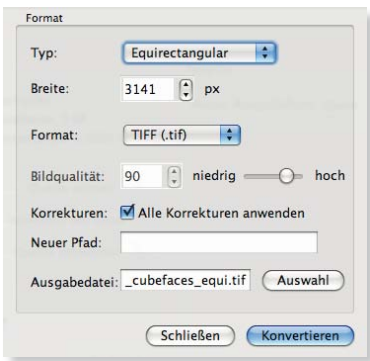 Format
Typ: Equirectangular
Breite: 3141 px
Format: TIFF (.tif)
Bildqualität: 90 niedrig hoch
Korrekturen: Alle Korrekturen anwenden
Neuer Pfad:
Ausgabedatei: _cubefaces_equi.tif Auswahl
Schließen Konvertieren